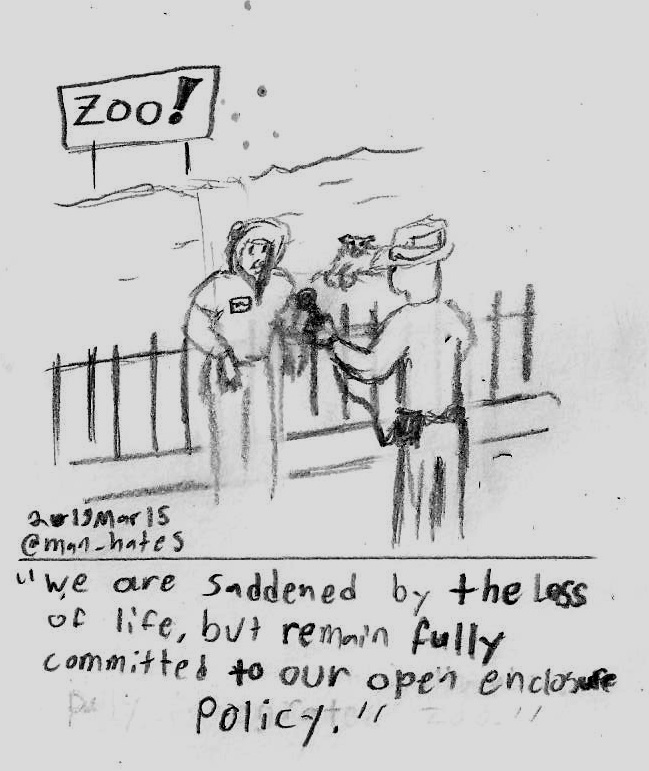 Zoo!
2019Mar15
@man_hates
"We are saddened by the loss
of life, but remain fully
committed to our open enclosure
Policy."